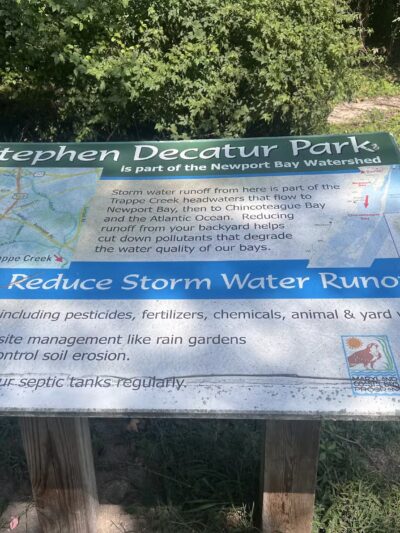 tephen Decatur Park
is part of the Newport Bay Watershed
Storm water runoff from here is part of the
Trappe Creek headwaters that flow to
Newport Bay, then to Chincoteague Bay
and the Atlantic Ocean. Reducing
runoff from your backyard helps
cut down pollutants that degrade
the water quality of our bays.
ppe Creek
Reduce Storm Water Runo
including pesticides, fertilizers, chemicals, animal & yard w
site management like rain gardens
ontrol soil erosion.
ur septic tanks regularly.